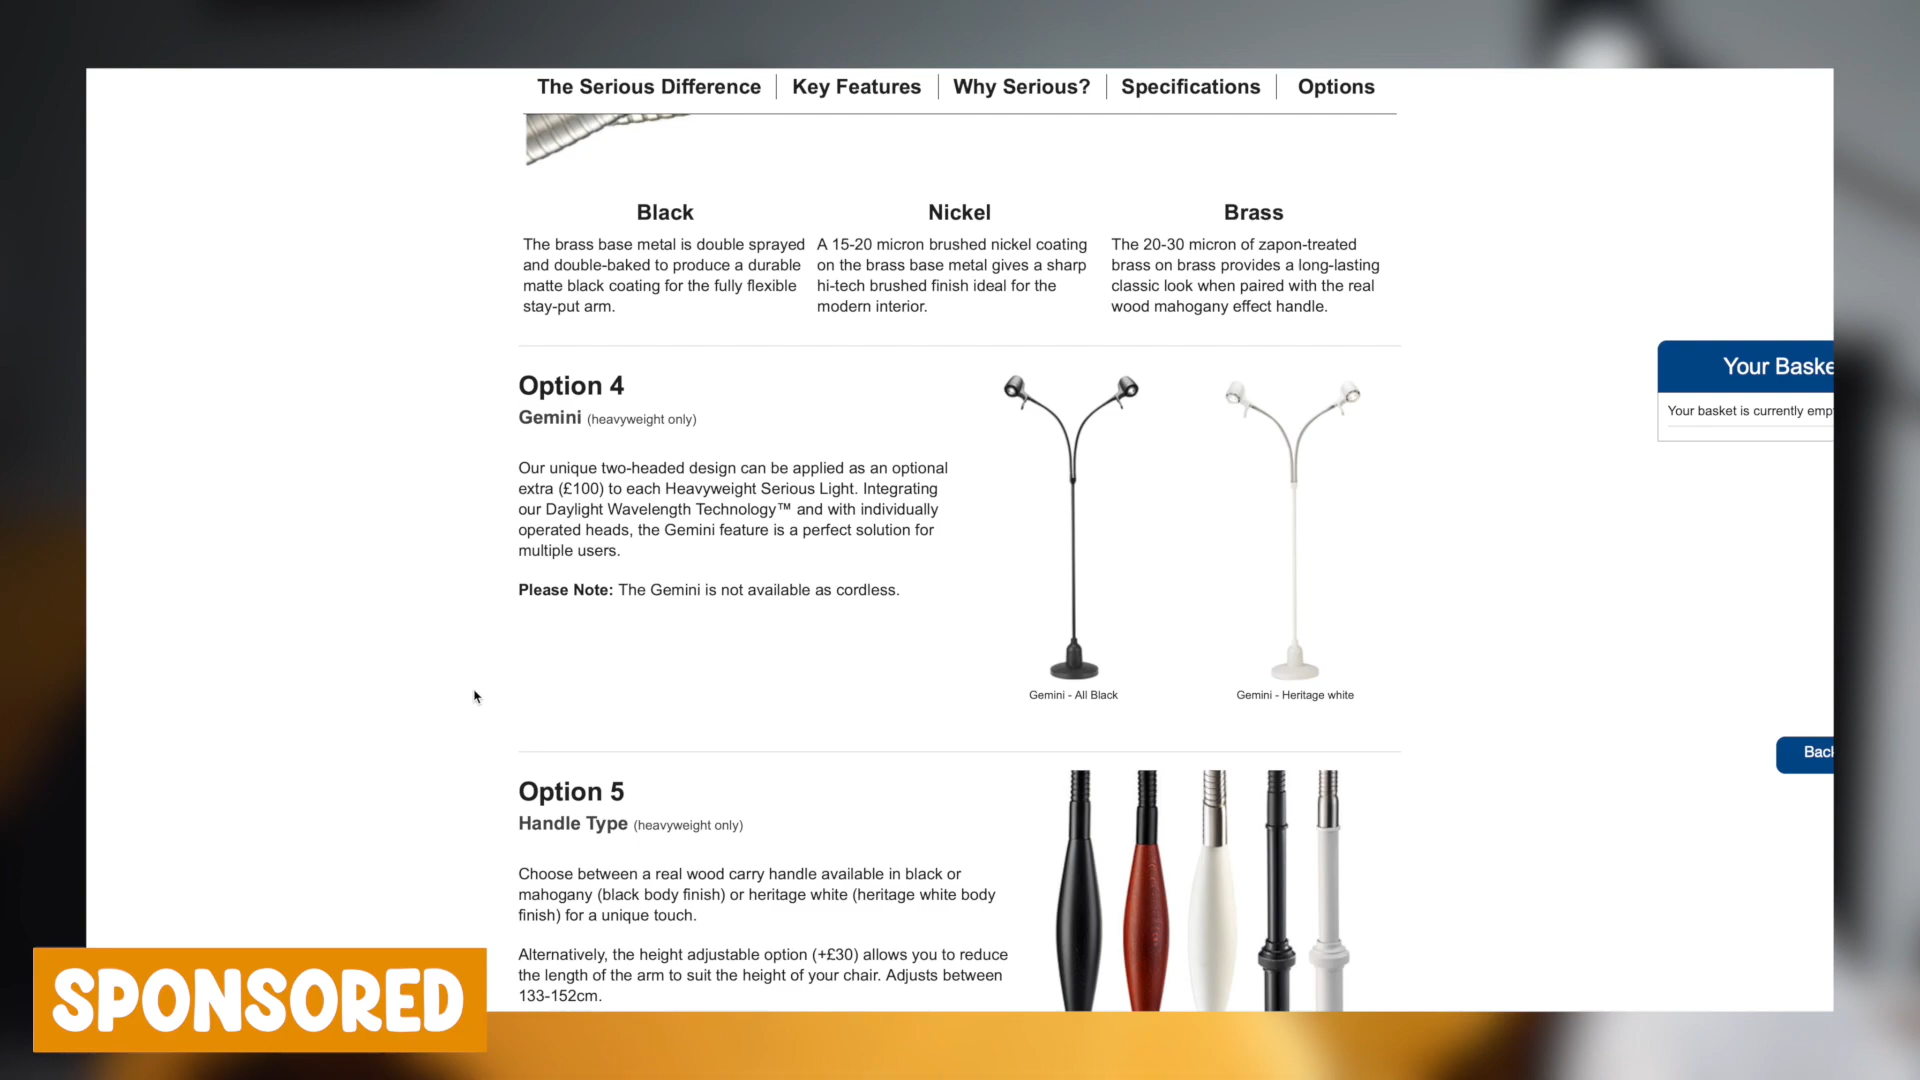 The Serious Difference
Key Features
Why Serious?
Specifications
Options
Black
The brass base metal is double sprayed
and double-baked to produce a durable
matte black coating for the fully flexible
stay-put arm.
Nickel
A 15-20 micron brushed nickel coating
on the brass base metal gives a sharp
hi-tech brushed finish ideal for the
modern interior.
Brass
The 20-30 micron of zapon-treated
brass on brass provides a long-lasting
classic look when paired with the real
wood mahogany effect handle.
Your Baske
Your basket is currently emp
Option 4
Gemini (heavyweight only)
Our unique two-headed design can be applied as an optional
extra (£100) to each Heavyweight Serious Light. Integrating
our Daylight Wavelength Technology™ and with individually
operated heads, the Gemini feature is a perfect solution for
multiple users.
Please Note: The Gemini is not available as cordless.
Gemini - All Black
Gemini - Heritage white
Back
Option 5
Handle Type (heavyweight only)
Choose between a real wood carry handle available in black or
mahogany (black body finish) or heritage white (heritage white body
finish) for a unique touch.
Alternatively, the height adjustable option (+£30) allows you to reduce
the length of the arm to suit the height of your chair. Adjusts between
133-152cm.
SPONSORED